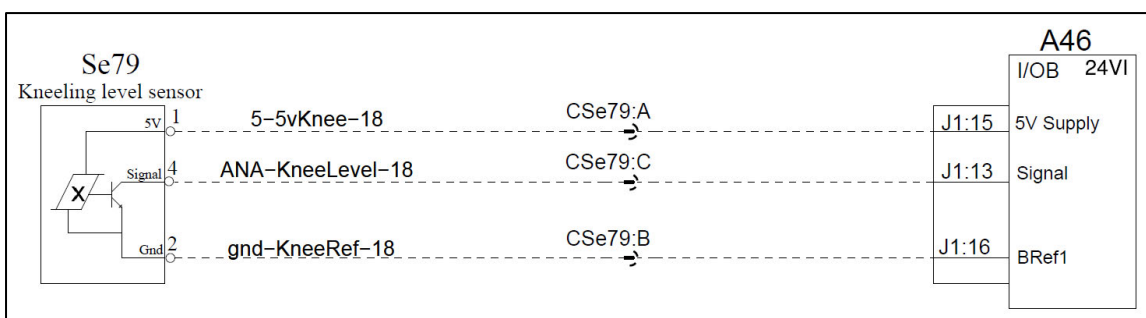 A46
Se79
I/OB 24VI
Kneeling level sensor
5V 1 5-5vKnee-18 CSe79:A J1:15 5V Supply
Signal 4 ANA-KneeLevel-18 CSe79:C J1:13 Signal
X
Gnd 2 gnd-KneeRef-18 CSe79:B J1:16 BRef1